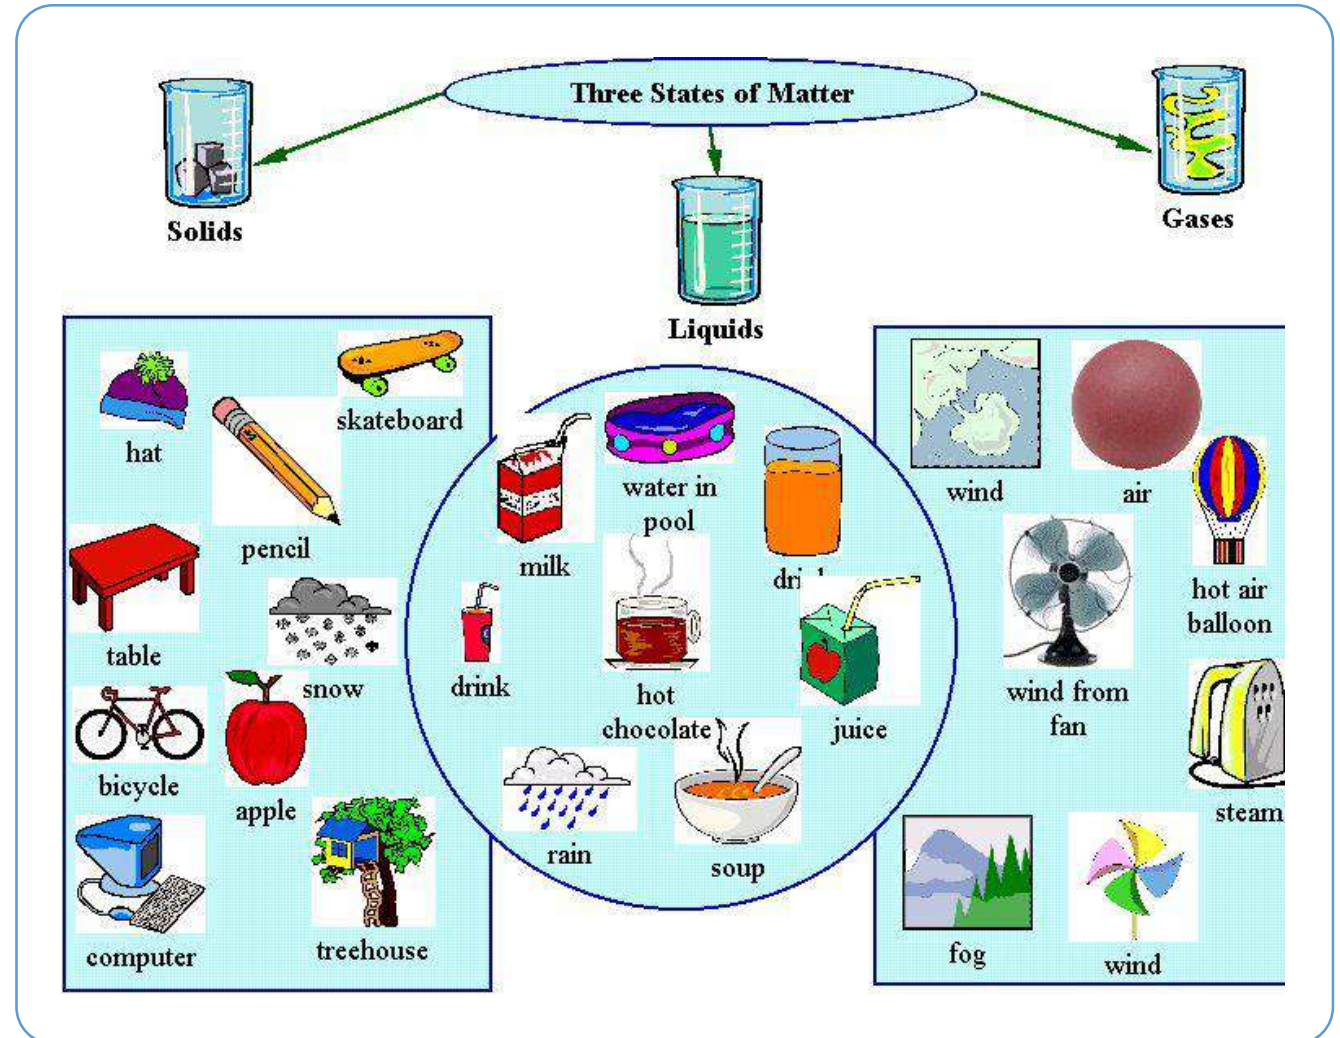 Three States of Matter
Solids
Liquids
Gases
hat
skateboard
pencil
table
snow
bicycle
apple
computer
treehouse
milk
water in
pool
drink
hot
chocolate
juice
rain
soup
wind
air
hot air
balloon
wind from
fan
steam
fog
wind